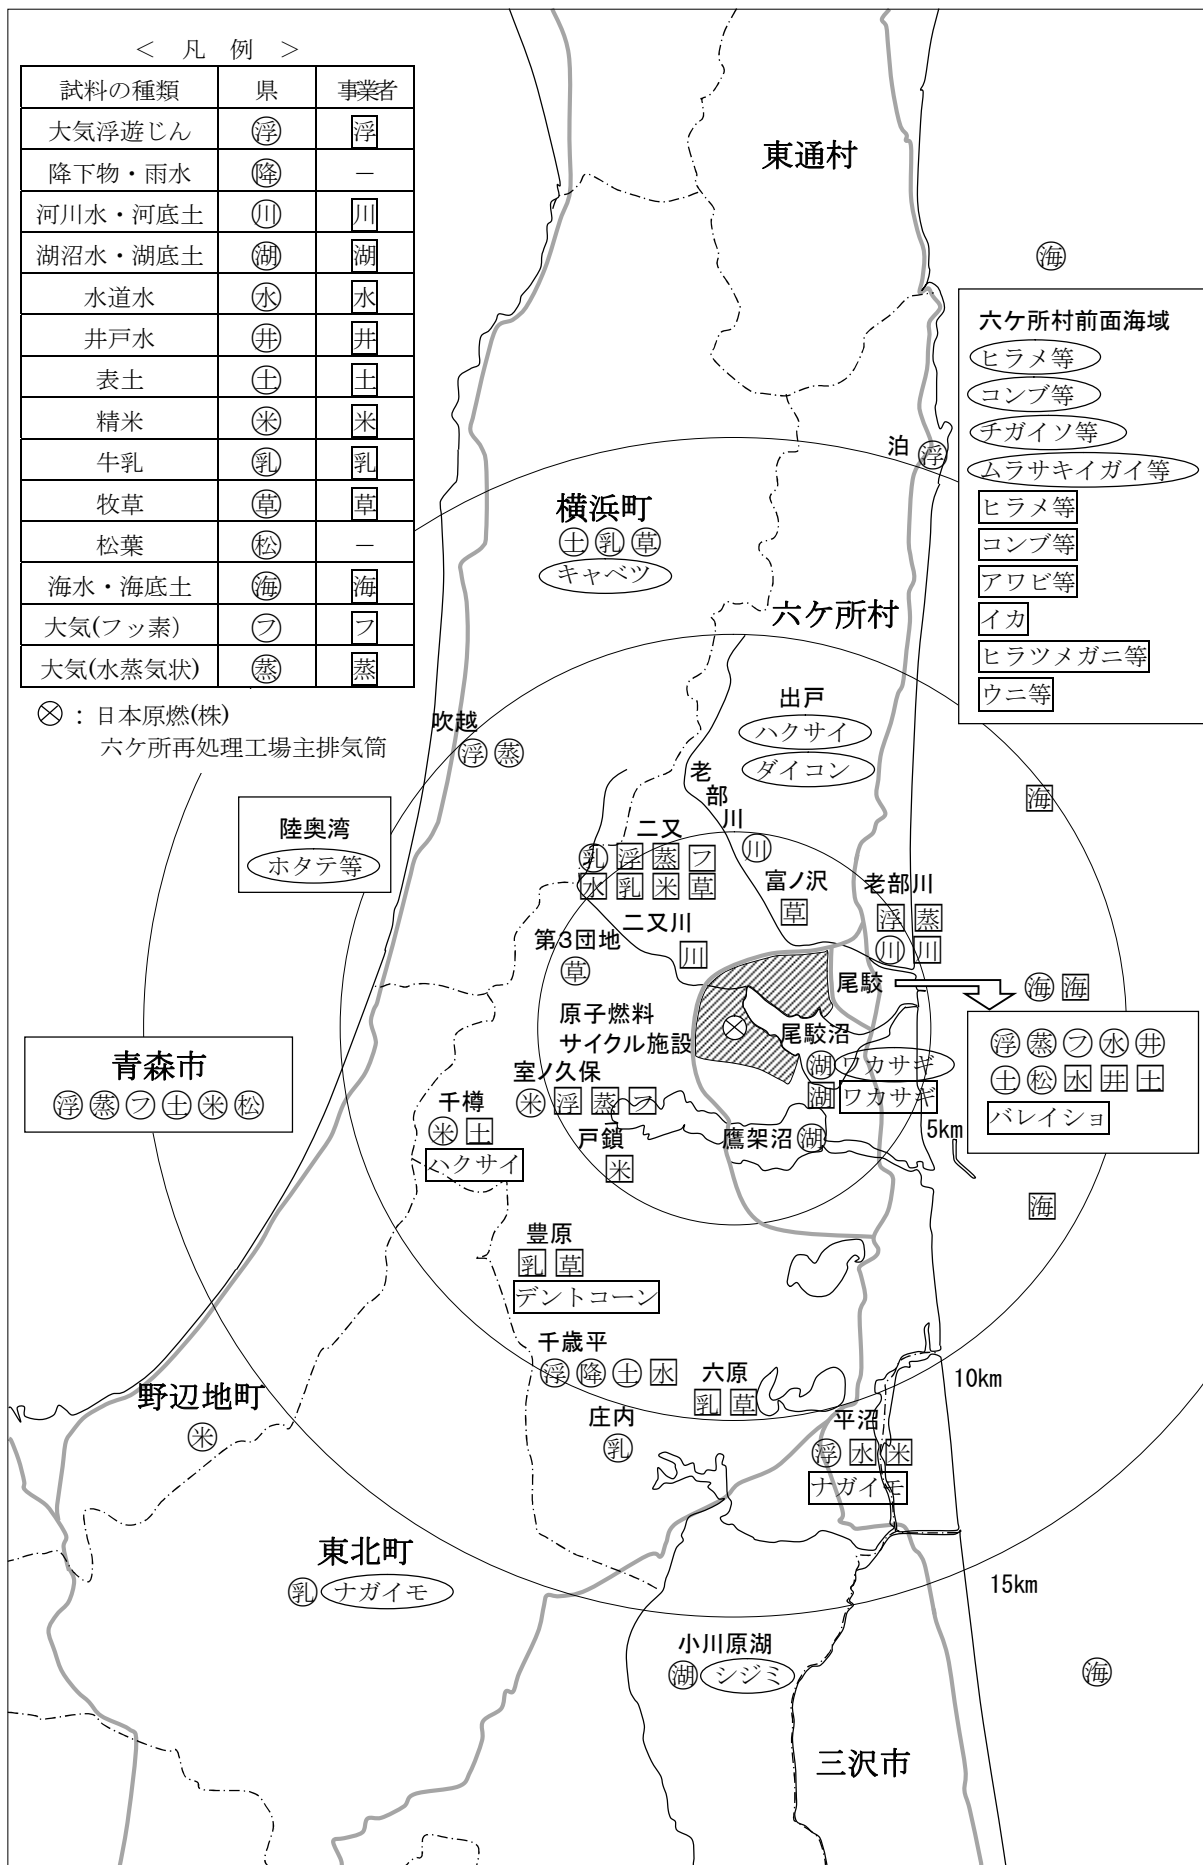 ＜ 凡 例 ＞
試料の種類 県 事業者
大気浮遊じん 浮 浮
降下物・雨水 降 －
河川水・河底土 川 川
湖沼水・湖底土 湖 湖
水道水 水 水
井戸水 井 井
表土 土 土
精米 米 米
牛乳 乳 乳
牧草 草 草
松葉 松 －
海水・海底土 海 海
大気(フッ素） フ フ
大気(水蒸気状) 蒸 蒸
⊗ ：日本原燃(株)
六ケ所再処理工場主排気筒
東通村
海
六ケ所村前面海域
ヒラメ等
コンブ等
チガイソ等
ムラサキイガイ等
ヒラメ等
コンブ等
アワビ等
イカ
ヒラツメガニ等
ウニ等
泊 浮
横浜町
土 乳 草
キャベツ
六ケ所村
出戸
ハクサイ
ダイコン
吹越
浮 蒸
老部川
川
海
陸奥湾
ホタテ等
二又
乳 浮 蒸 フ
水 乳 米 草
富ノ沢
草
老部川
浮 蒸
川 川
二又川
川
第３団地
草
尾駮
海 海
浮 蒸 フ 水 井
土 松 水 井 土
バレイショ
原子燃料
サイクル施設
尾駮沼
湖 ワカサギ
湖 ワカサギ
青森市
浮 蒸 フ 土 米 松
室ノ久保
米 浮 蒸 フ
千樽
米 土
ハクサイ
戸鎖
米
鷹架沼 湖
5km
海
豊原
乳 草
デントコーン
千歳平
浮 降 土 水
六原
乳 草
10km
野辺地町
米
庄内
乳
平沼
浮 水 米
ナガイモ
東北町
乳 ナガイモ
15km
小川原湖
湖 シジミ
海
三沢市